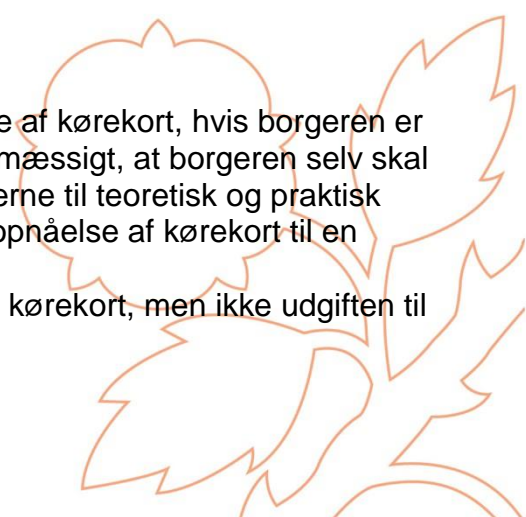 af kørekort, hvis borgeren er
mæssigt, at borgeren selv skal
erne til teoretisk og praktisk
opnåelse af kørekort til en
kørekort, men ikke udgiften til